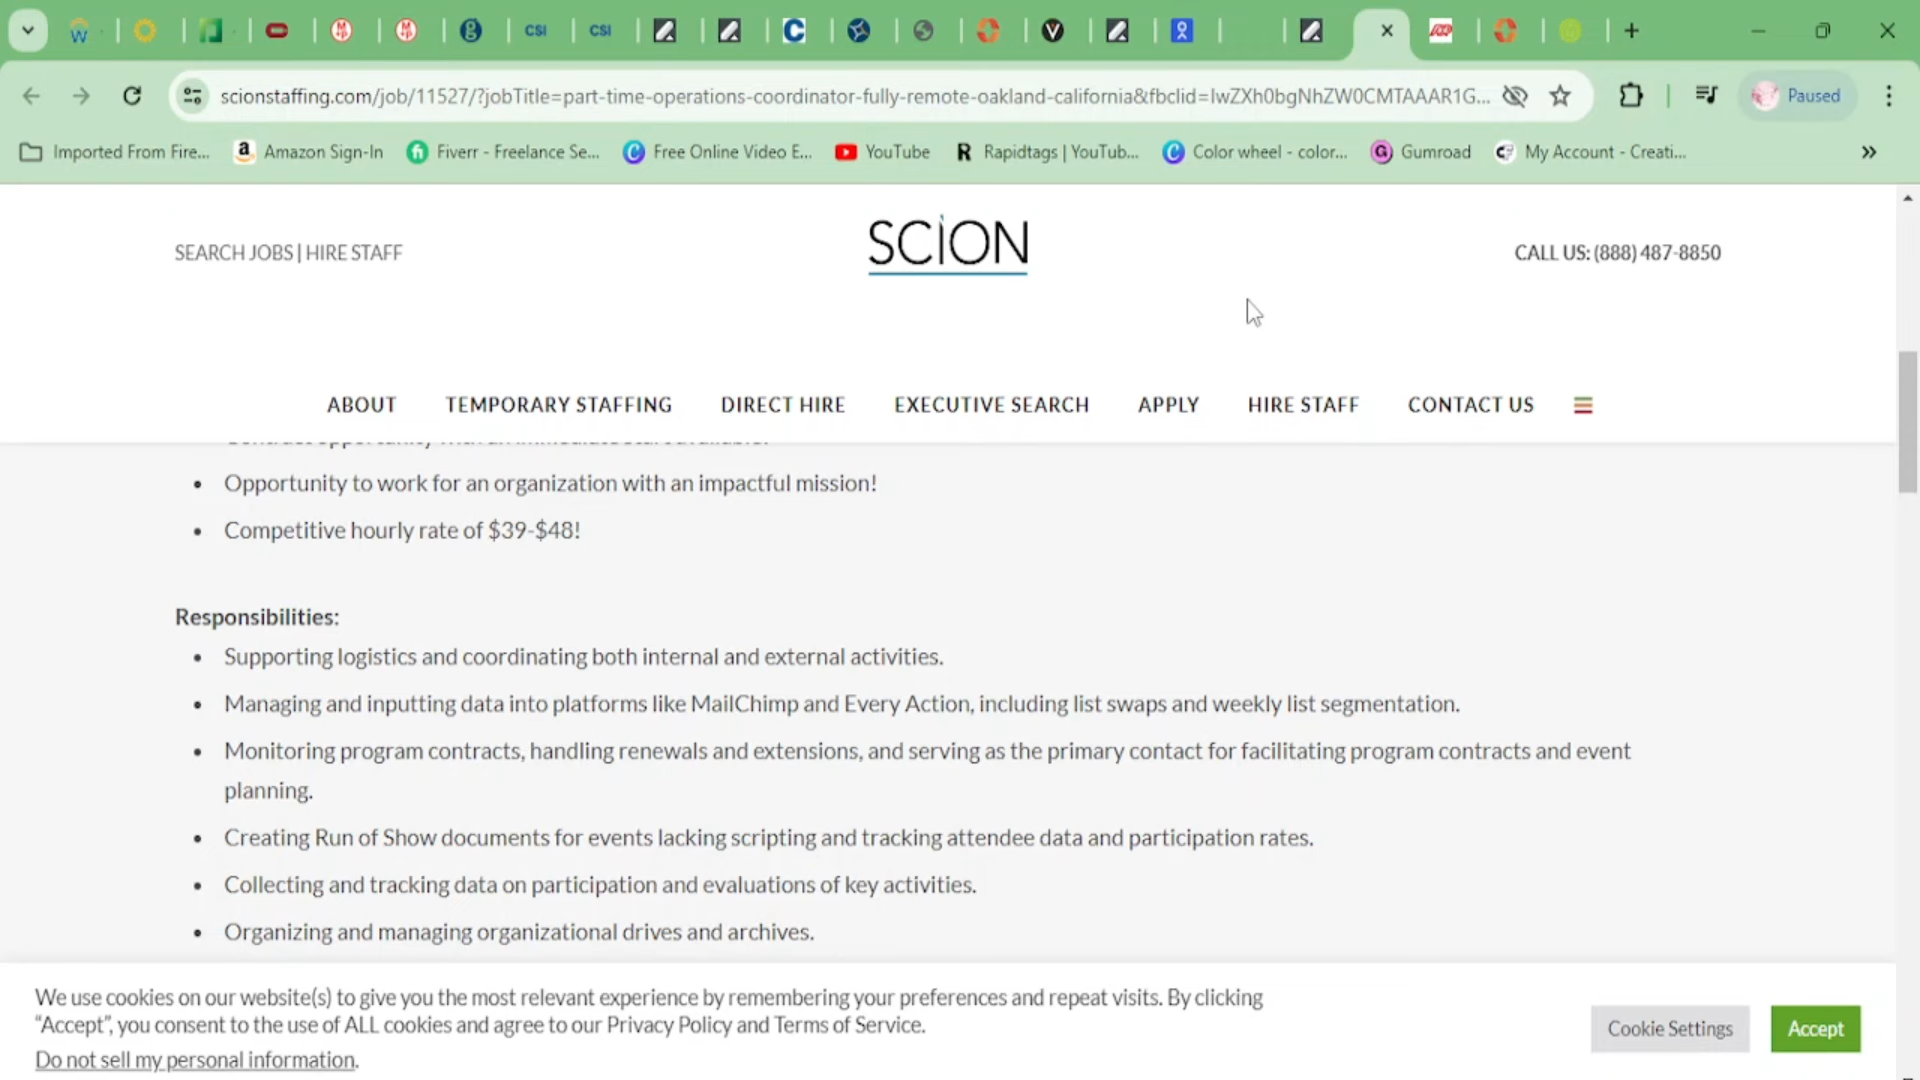 CSI
CSI
scionstaffing.com/job/11527/?jobTitle=part-time-operations-coordinator-fully-remote-oakland-california&fbclid=IwZXh0bgNhZW0CMTAAAR1G...
Paused
Imported From Fire...
Amazon Sign-In
Fiverr - Freelance Se...
Free Online Video E...
YouTube
Rapidtags | YouTub...
Color wheel - color...
Gumroad
My Account - Creati...
SEARCH JOBS | HIRE STAFF
SCION
CALL US: (888) 487-8850
ABOUT
TEMPORARY STAFFING
DIRECT HIRE
EXECUTIVE SEARCH
APPLY
HIRE STAFF
CONTACT US
• Opportunity to work for an organization with an impactful mission!
• Competitive hourly rate of $39-$48!
Responsibilities:
• Supporting logistics and coordinating both internal and external activities.
• Managing and inputting data into platforms like MailChimp and Every Action, including list swaps and weekly list segmentation.
• Monitoring program contracts, handling renewals and extensions, and serving as the primary contact for facilitating program contracts and event
planning.
• Creating Run of Show documents for events lacking scripting and tracking attendee data and participation rates.
• Collecting and tracking data on participation and evaluations of key activities.
• Organizing and managing organizational drives and archives.
We use cookies on our website(s) to give you the most relevant experience by remembering your preferences and repeat visits. By clicking
“Accept”, you consent to the use of ALL cookies and agree to our Privacy Policy and Terms of Service.
Do not sell my personal information.
Cookie Settings
Accept